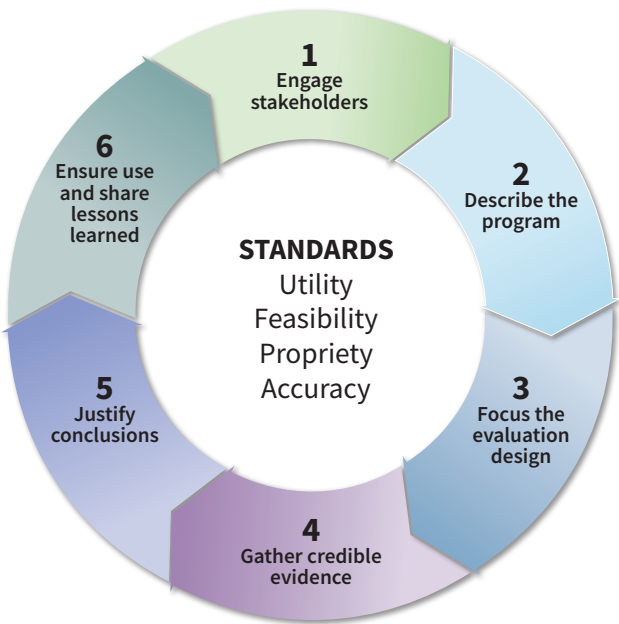 1
Engage
stakeholders
2
Describe the
program
3
Focus the
evaluation
design
4
Gather credible
evidence
5
Justify
conclusions
6
Ensure use
and share
lessons
learned
STANDARDS
Utility
Feasibility
Propriety
Accuracy